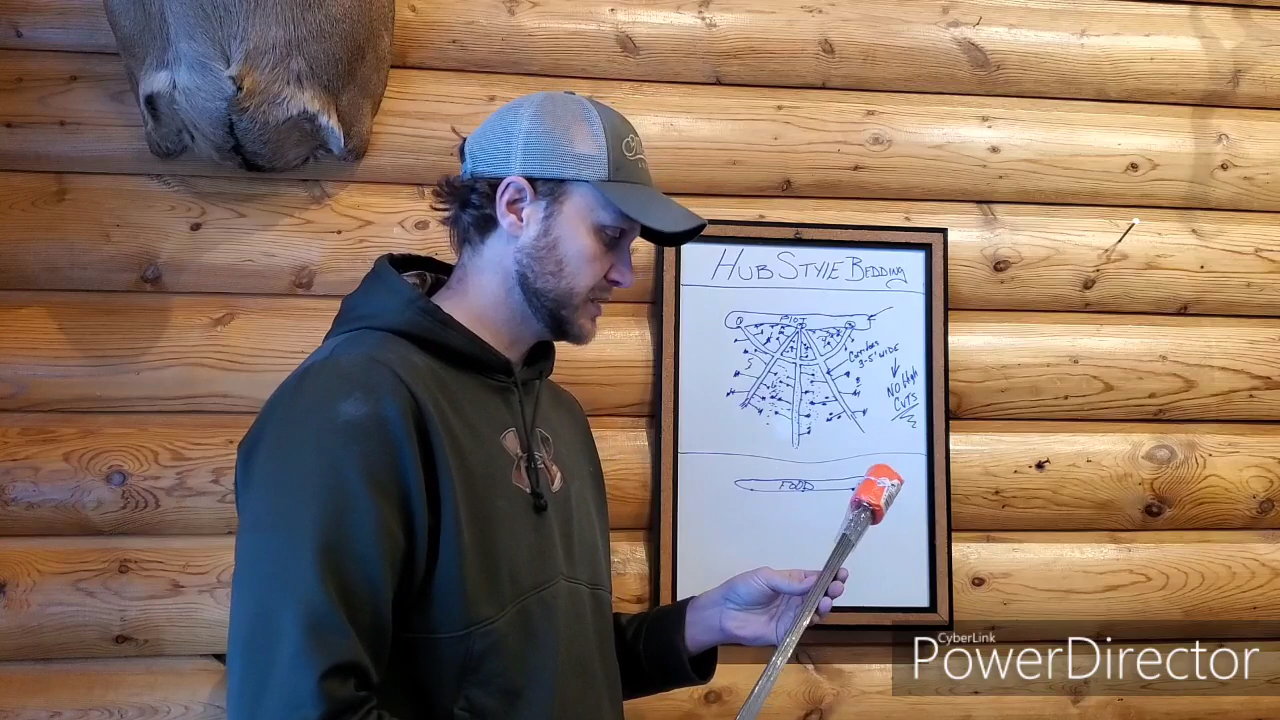 HUB STYLE BEDDING
PLOT
Corridors
3-5' WIDE
NO High
CUTS
FOOD
CyberLink
PowerDirector